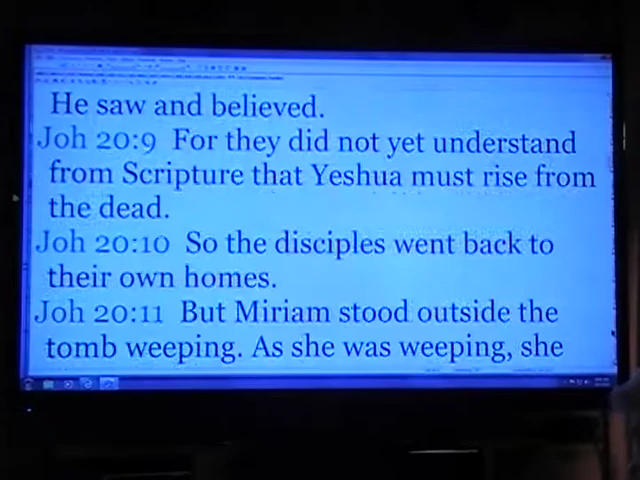 He saw and believed.
Joh 20:9 For they did not yet understand
from Scripture that Yeshua must rise from
the dead.
Joh 20:10 So the disciples went back to
their own homes.
Joh 20:11 But Miriam stood outside the
tomb weeping. As she was weeping, she